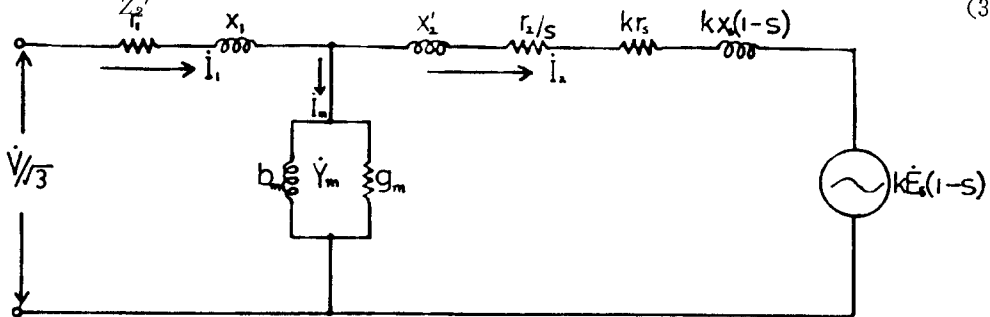 Z₂′
(3
r₁
x₁
x₂′
r₂/s
krₛ
kxₛ(1-s)
İ₁
İ₂
İₘ
V̇/√3
bₘ
Ẏₘ
gₘ
kĖₛ(1-s)